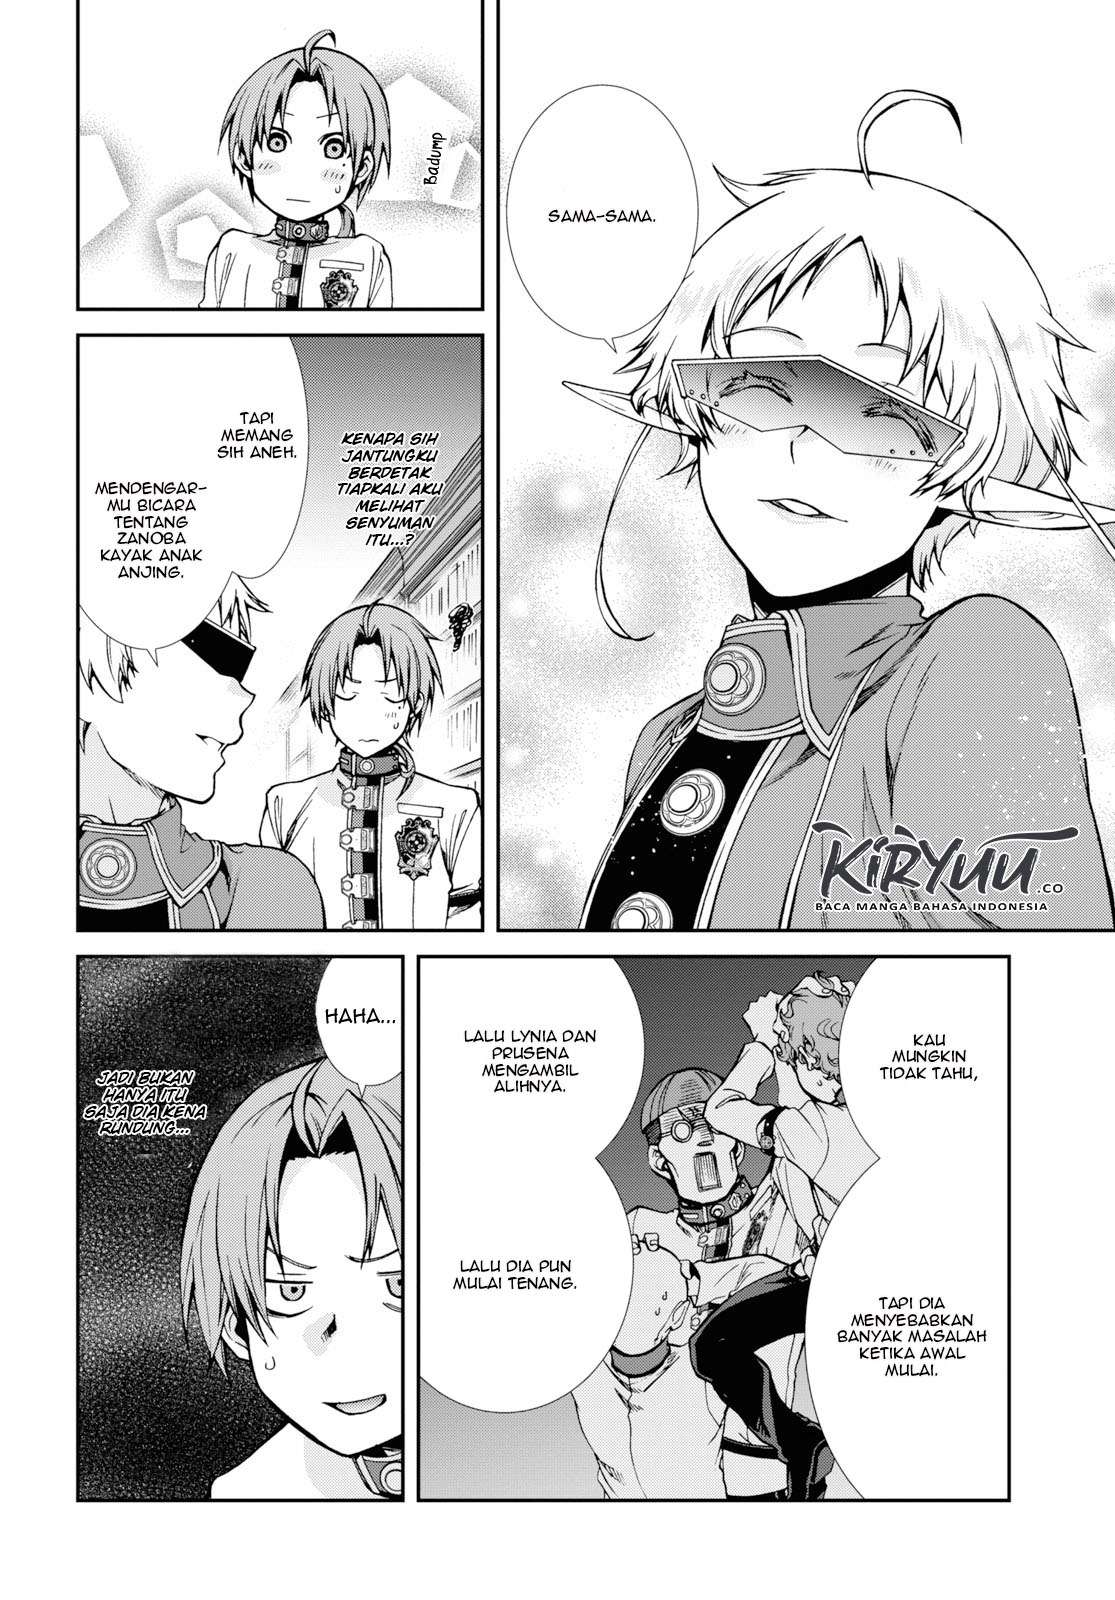 SAMA-SAMA.
Badump
KENAPA SIH
JANTUNGKU
BERDETAK
TIAPKALI AKU
MELIHAT
SENYUMAN
ITU...?
TAPI
MEMANG
SIH ANEH.
MENDENGAR-
MU BICARA
TENTANG
ZANOBA
KAYAK ANAK
ANJING.
KIRYUU.CO
BACA MANGA BAHASA INDONESIA
KAU
MUNGKIN
TIDAK TAHU,
TAPI DIA
MENYEBABKAN
BANYAK MASALAH
KETIKA AWAL
MULAI.
LALU LYNIA DAN
PRUSENA
MENGAMBIL
ALIHNYA.
LALU DIA PUN
MULAI TENANG.
HAHA...
JADI BUKAN
HANYA ITU
SAJA DIA KENA
RUNDUNG...